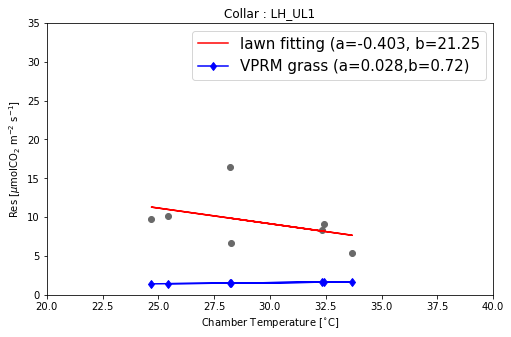 Collar : LH_UL1
lawn fitting (a=-0.403, b=21.25
VPRM grass (a=0.028,b=0.72)
Res [μmolCO₂ m⁻² s⁻¹]
35
30
25
20
15
10
5
0
20.0 22.5 25.0 27.5 30.0 32.5 35.0 37.5 40.0
Chamber Temperature [°C]